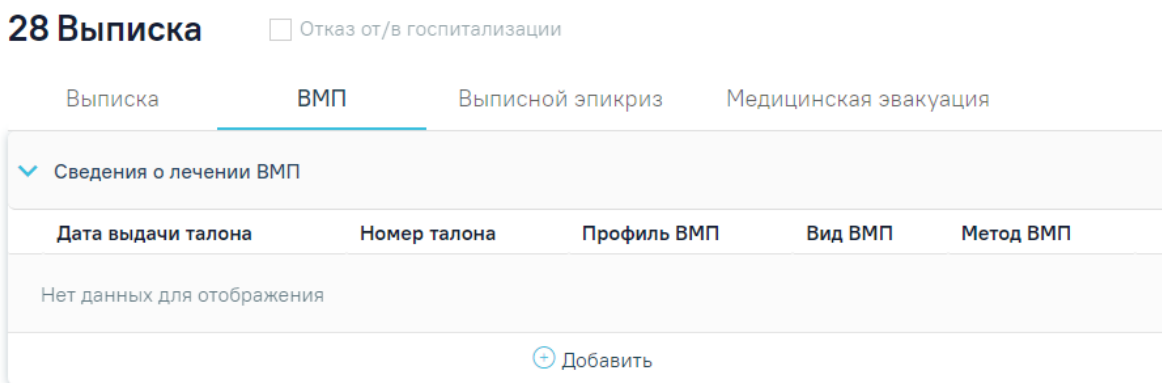 28 Выписка Отказ от/в госпитализации
Выписка ВМП Выписной эпикриз Медицинская эвакуация
Сведения о лечении ВМП
Дата выдачи талона Номер талона Профиль ВМП Вид ВМП Метод ВМП
Нет данных для отображения
Добавить